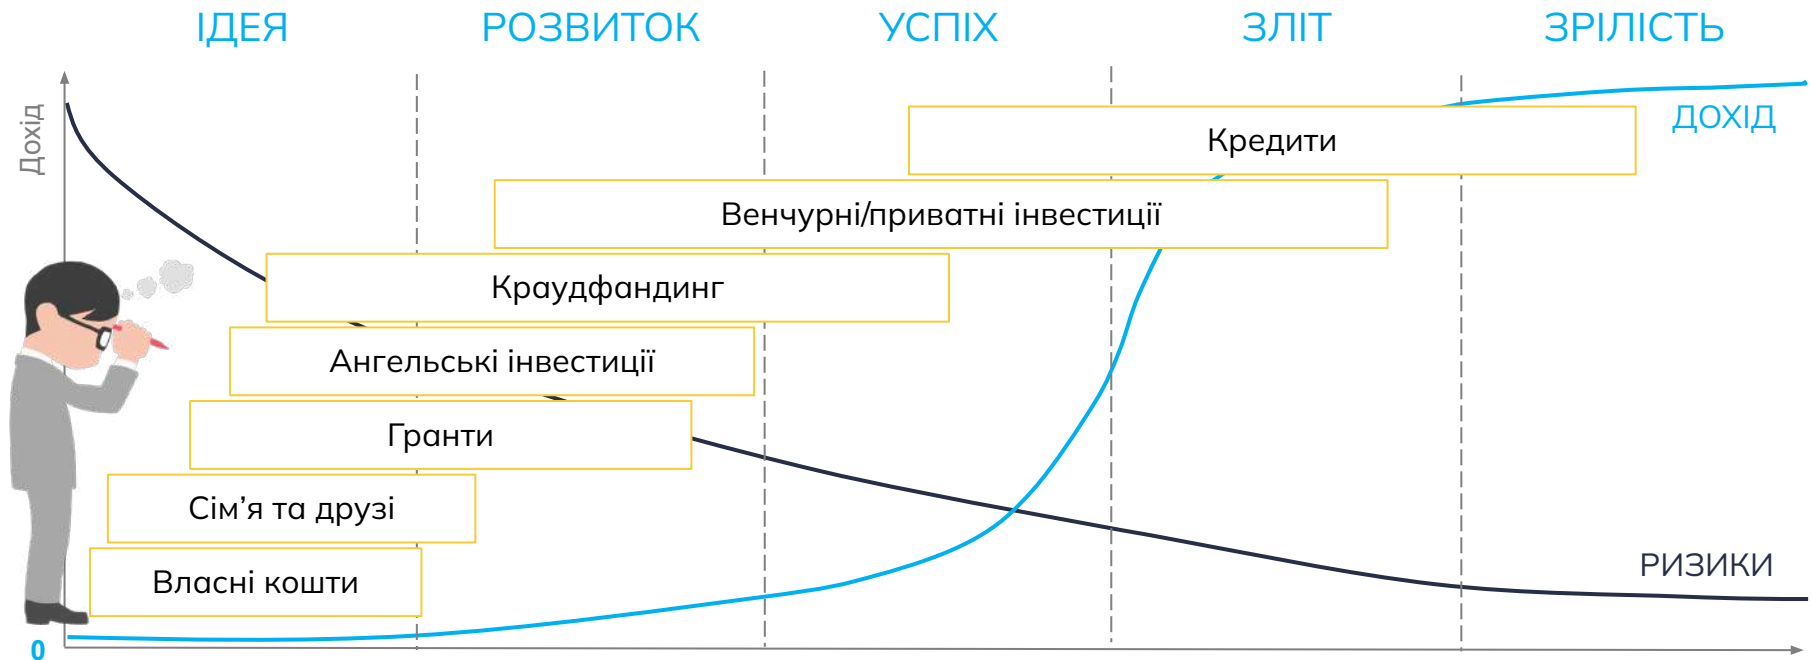 ІДЕЯ РОЗВИТОК УСПІХ ЗЛІТ ЗРІЛІСТЬ
Дохід
ДОХІД
Кредити
Венчурні/приватні інвестиції
Краудфандинг
Ангельські інвестиції
Гранти
Сім’я та друзі
РИЗИКИ
Власні кошти
0